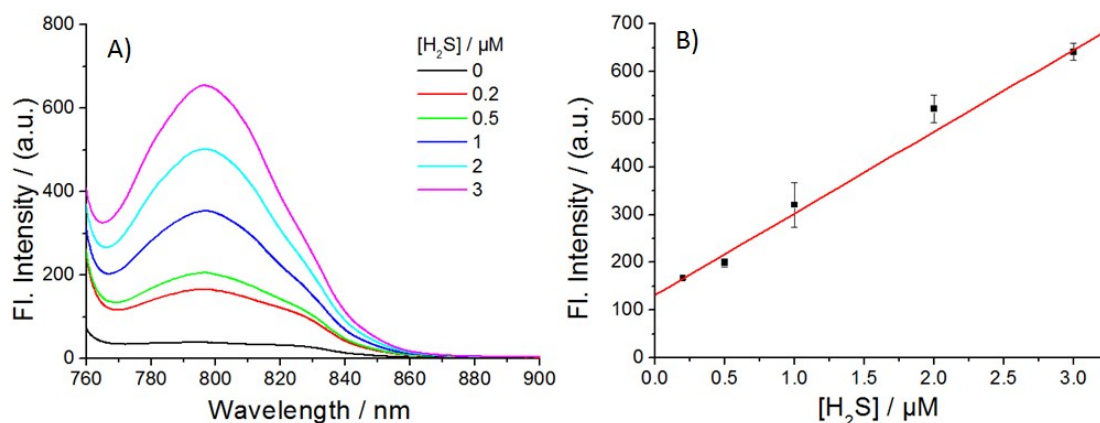 A)
[H₂S] / µM
0
0.2
0.5
1
2
3
800
600
400
200
0
Fl. Intensity / (a.u.)
760 780 800 820 840 860 880 900
Wavelength / nm
B)
700
600
500
400
300
200
100
0
Fl. Intensity / (a.u.)
0.0 0.5 1.0 1.5 2.0 2.5 3.0
[H₂S] / µM